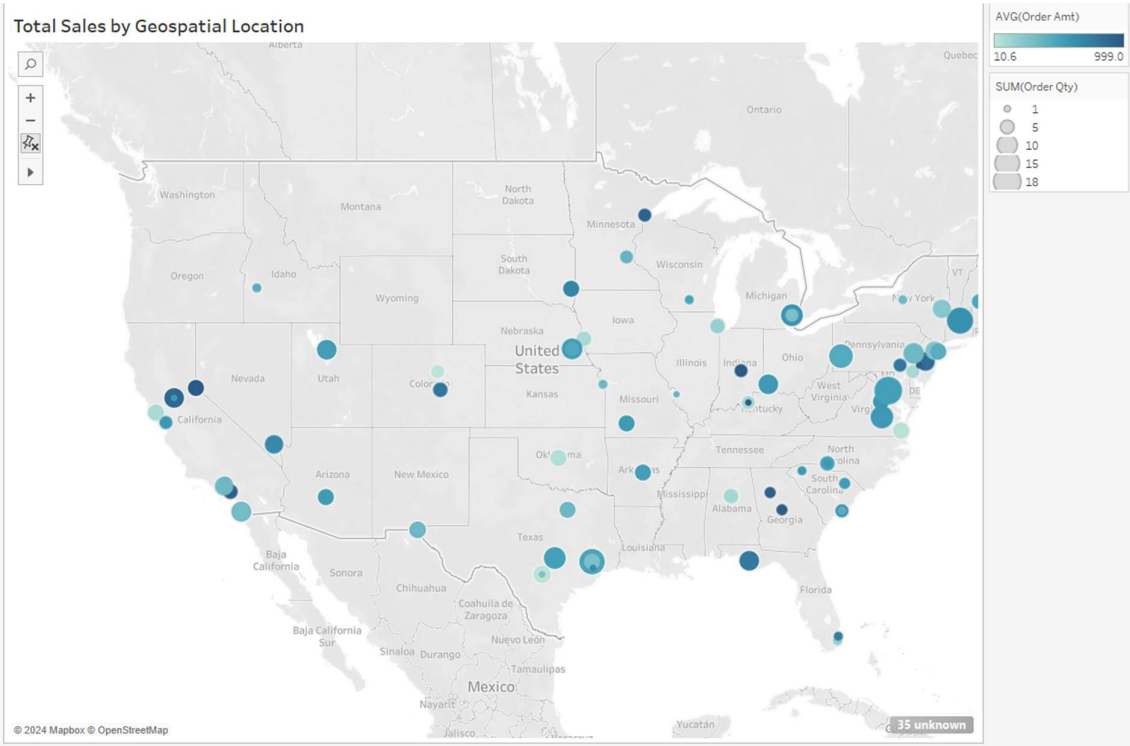 Total Sales by Geospatial Location
AVG(Order Amt)
10.6
999.0
SUM(Order Qty)
1
5
10
15
18
Alberta
Quebec
Ontario
Washington
Montana
North
Dakota
Minnesota
Oregon
Idaho
South
Dakota
Wisconsin
Wyoming
Michigan
VT
New York
Iowa
Nebraska
United
States
Nevada
Utah
Colorado
Kansas
Illinois
Indiana
Ohio
Pennsylvania
MD
DE
Missouri
West
Virginia
Kentucky
California
Arizona
New Mexico
Tennessee
North
Carolina
South
Carolina
Mississippi
Alabama
Georgia
Texas
Louisiana
Florida
Baja
California
Sonora
Chihuahua
Coahuila de
Zaragoza
Baja California
Sur
Sinaloa
Durango
Nuevo León
Tamaulipas
Mexico
Nayarit
Jalisco
Yucatán
© 2024 Mapbox © OpenStreetMap
35 unknown